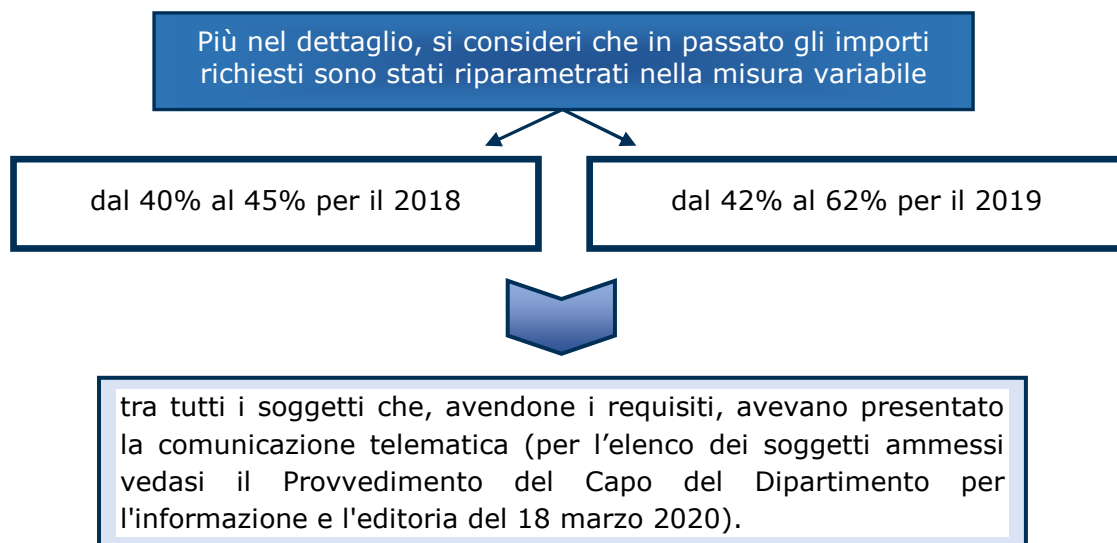 Più nel dettaglio, si consideri che in passato gli importi
richiesti sono stati riparametrati nella misura variabile
dal 40% al 45% per il 2018
dal 42% al 62% per il 2019
tra tutti i soggetti che, avendone i requisiti, avevano presentato
la comunicazione telematica (per l’elenco dei soggetti ammessi
vedasi il Provvedimento del Capo del Dipartimento per
l'informazione e l'editoria del 18 marzo 2020).